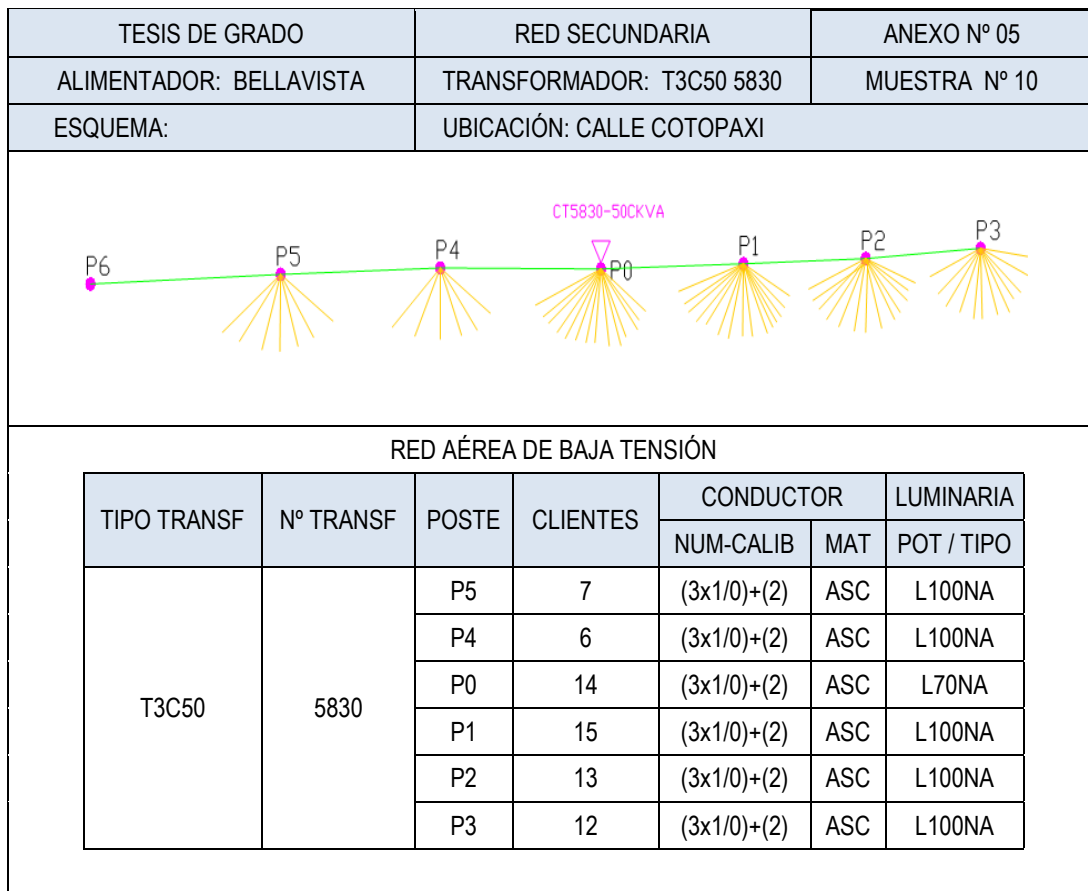 TESIS DE GRADO RED SECUNDARIA ANEXO Nº 05
ALIMENTADOR: BELLAVISTA TRANSFORMADOR: T3C50 5830 MUESTRA Nº 10
ESQUEMA: UBICACIÓN: CALLE COTOPAXI
CT5830-50CKVA
P6 P5 P4 P0 P1 P2 P3
RED AÉREA DE BAJA TENSIÓN
TIPO TRANSF Nº TRANSF POSTE CLIENTES CONDUCTOR LUMINARIA
NUM-CALIB MAT POT / TIPO
T3C50 5830
P5 7 (3x1/0)+(2) ASC L100NA
P4 6 (3x1/0)+(2) ASC L100NA
P0 14 (3x1/0)+(2) ASC L70NA
P1 15 (3x1/0)+(2) ASC L100NA
P2 13 (3x1/0)+(2) ASC L100NA
P3 12 (3x1/0)+(2) ASC L100NA